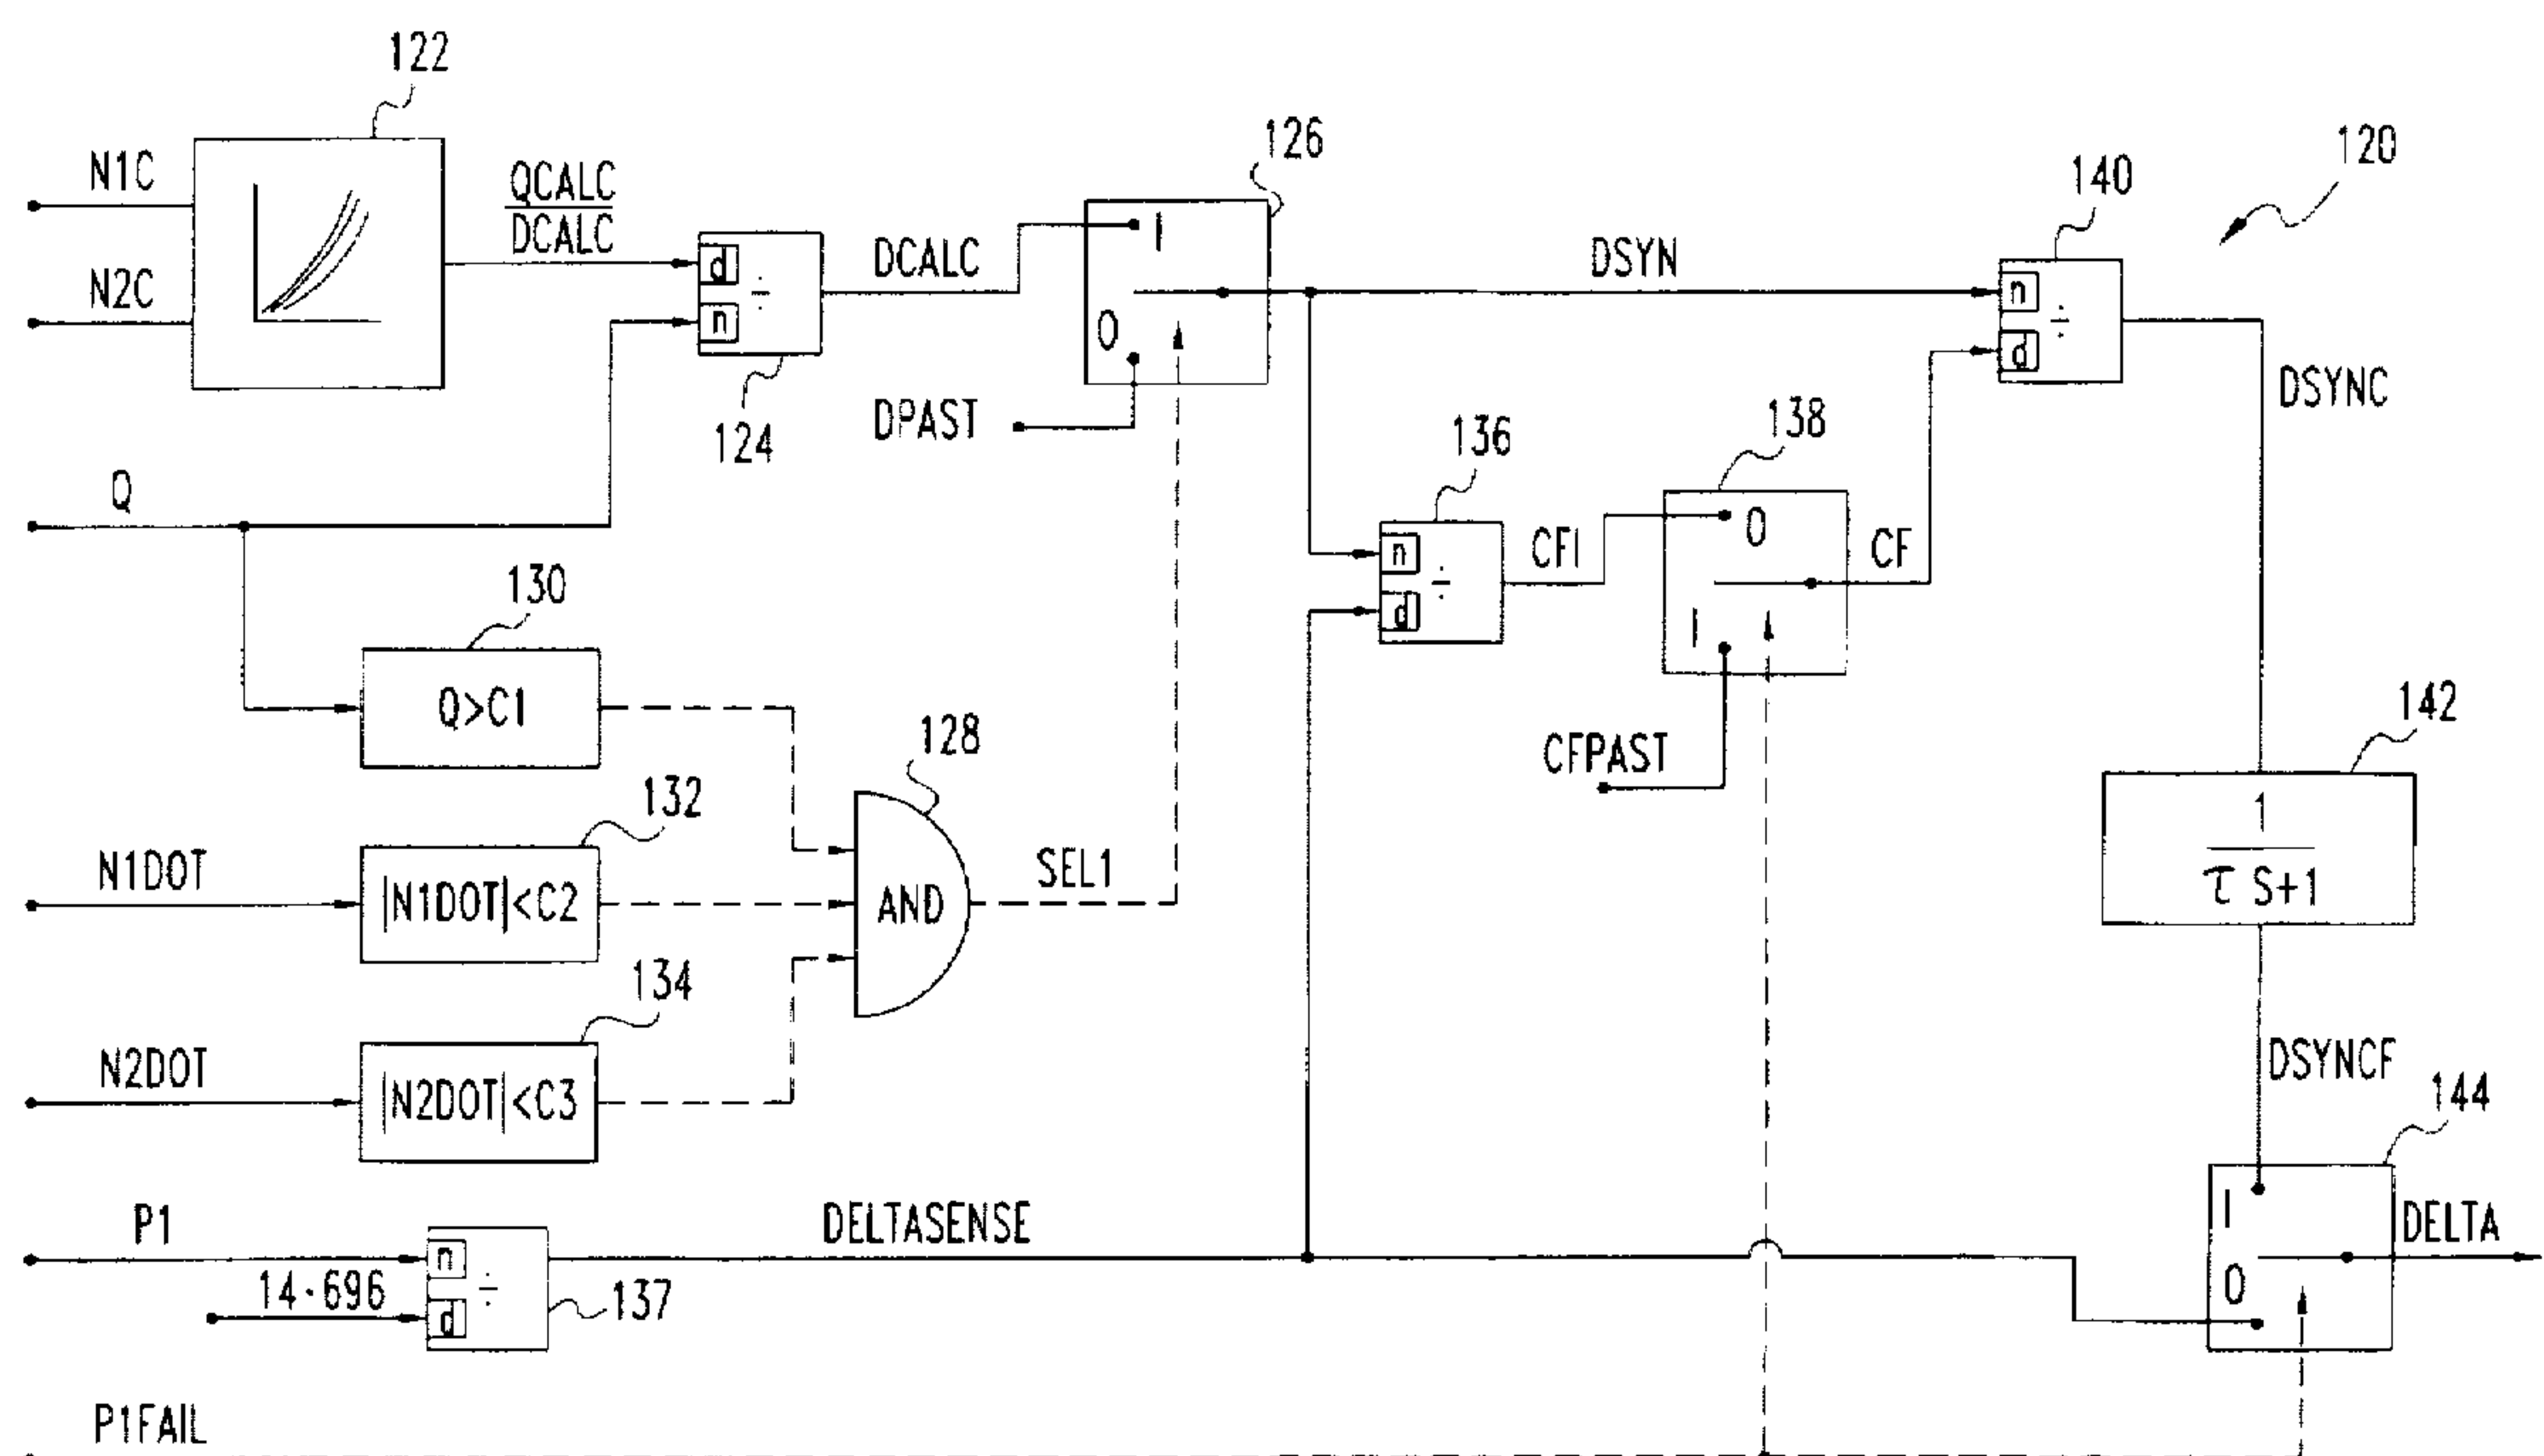 122
126
120
140
N1C
QCALC
DCALC
d
÷
n
DCALC
1
0
DSYN
n
÷
d
N2C
124
DPAST
DSYNC
136
138
Q
n
÷
d
CFI
0
1
CF
130
Q>C1
128
CFPAST
142
1
τ S+1
132
N1DOT
|N1DOT|<C2
AND
SEL1
134
N2DOT
|N2DOT|<C3
DSYNCF
144
P1
n
÷
d
14.696
137
DELTASENSE
1
0
DELTA
P1FAIL